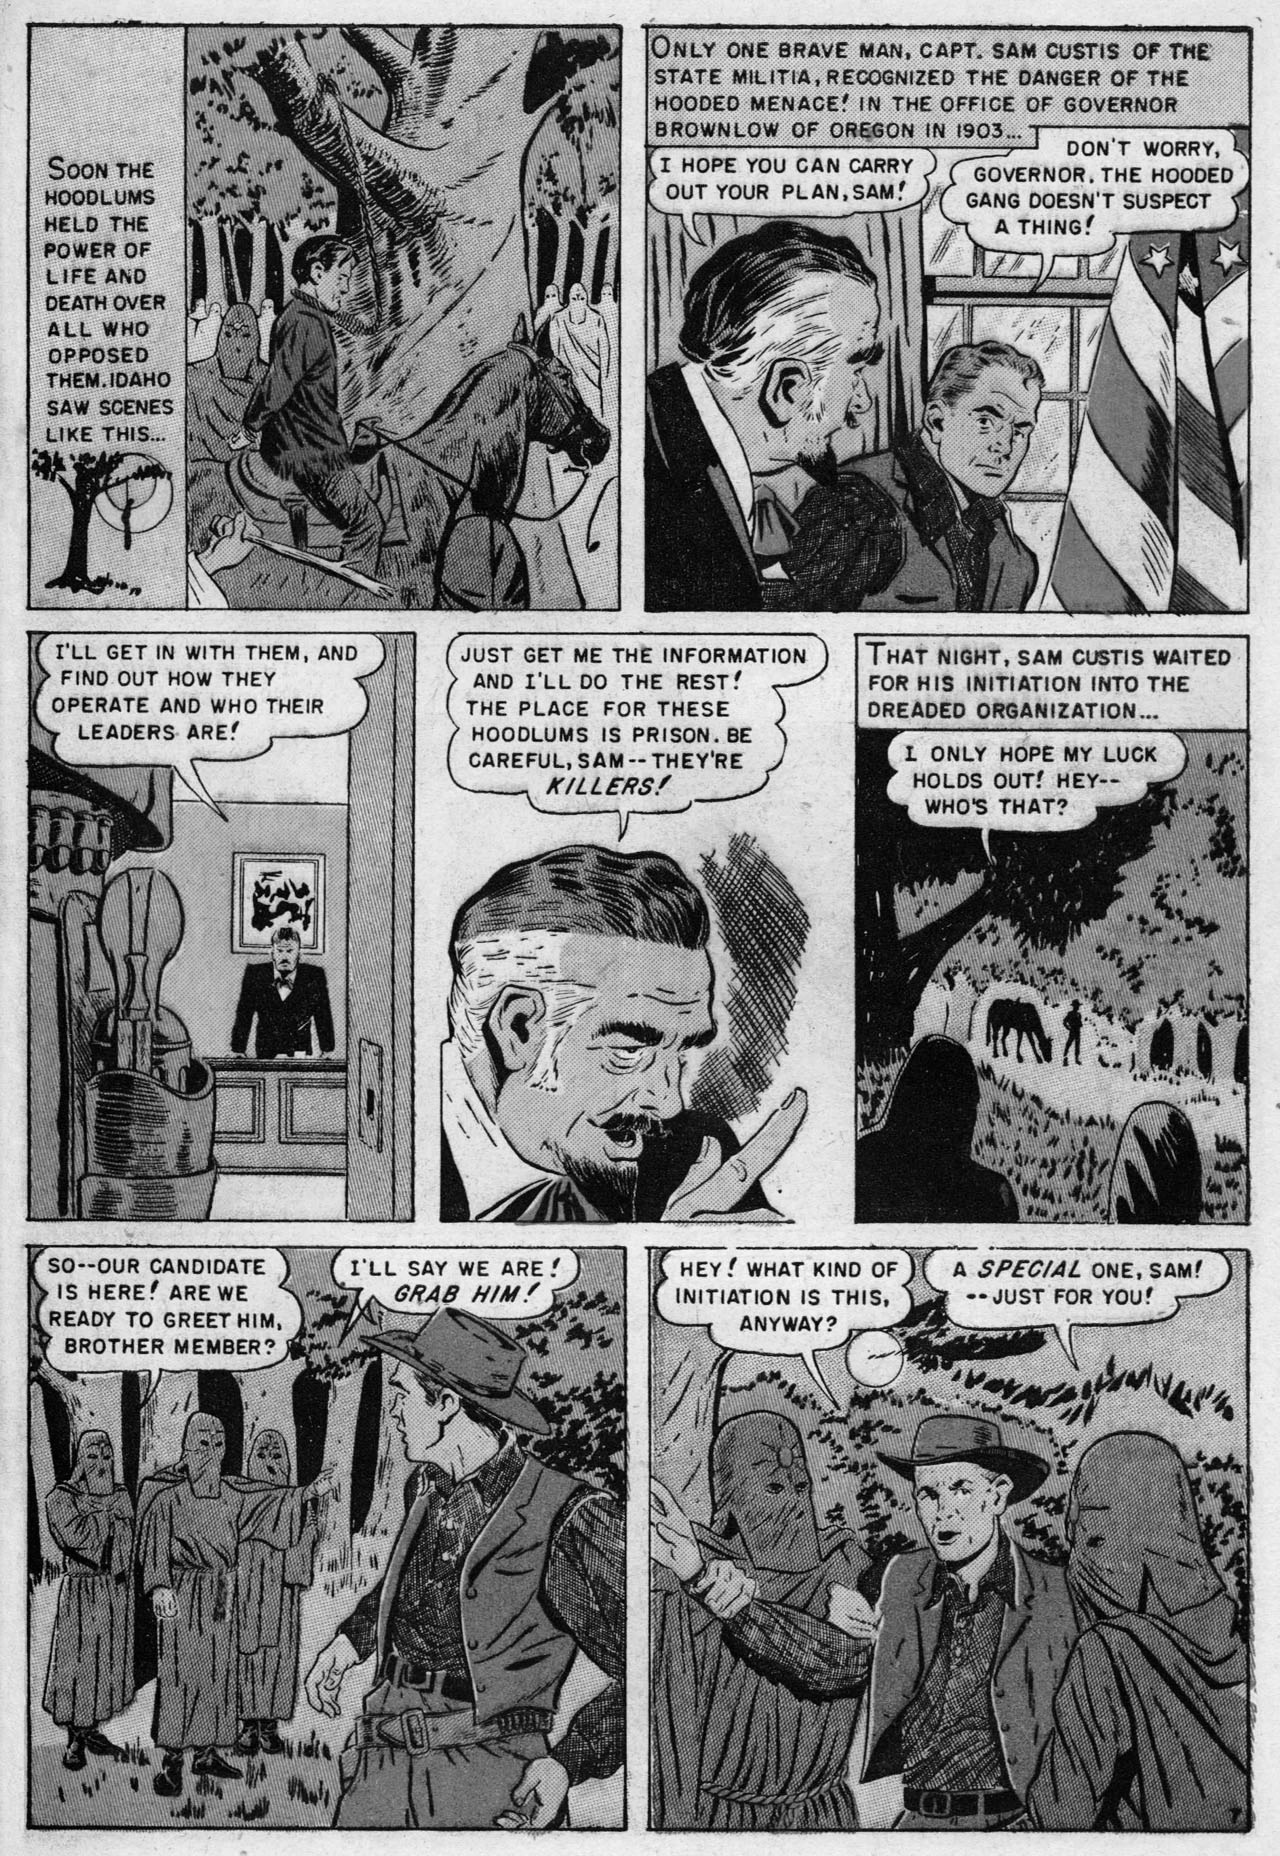 SOON THE
HOODLUMS
HELD THE
POWER OF
LIFE AND
DEATH OVER
ALL WHO
OPPOSED
THEM. IDAHO
SAW SCENES
LIKE THIS...
ONLY ONE BRAVE MAN, CAPT. SAM CUSTIS OF THE
STATE MILITIA, RECOGNIZED THE DANGER OF THE
HOODED MENACE! IN THE OFFICE OF GOVERNOR
BROWNLOW OF OREGON IN 1903...
I HOPE YOU CAN CARRY
OUT YOUR PLAN, SAM!
DON'T WORRY,
GOVERNOR. THE HOODED
GANG DOESN'T SUSPECT
A THING!
I'LL GET IN WITH THEM, AND
FIND OUT HOW THEY
OPERATE AND WHO THEIR
LEADERS ARE!
JUST GET ME THE INFORMATION
AND I'LL DO THE REST!
THE PLACE FOR THESE
HOODLUMS IS PRISON. BE
CAREFUL, SAM--THEY'RE
KILLERS!
THAT NIGHT, SAM CUSTIS WAITED
FOR HIS INITIATION INTO THE
DREADED ORGANIZATION...
I ONLY HOPE MY LUCK
HOLDS OUT! HEY--
WHO'S THAT?
SO--OUR CANDIDATE
IS HERE! ARE WE
READY TO GREET HIM,
BROTHER MEMBER?
I'LL SAY WE ARE!
GRAB HIM!
HEY! WHAT KIND OF
INITIATION IS THIS,
ANYWAY?
A SPECIAL ONE, SAM!
--JUST FOR YOU!
7